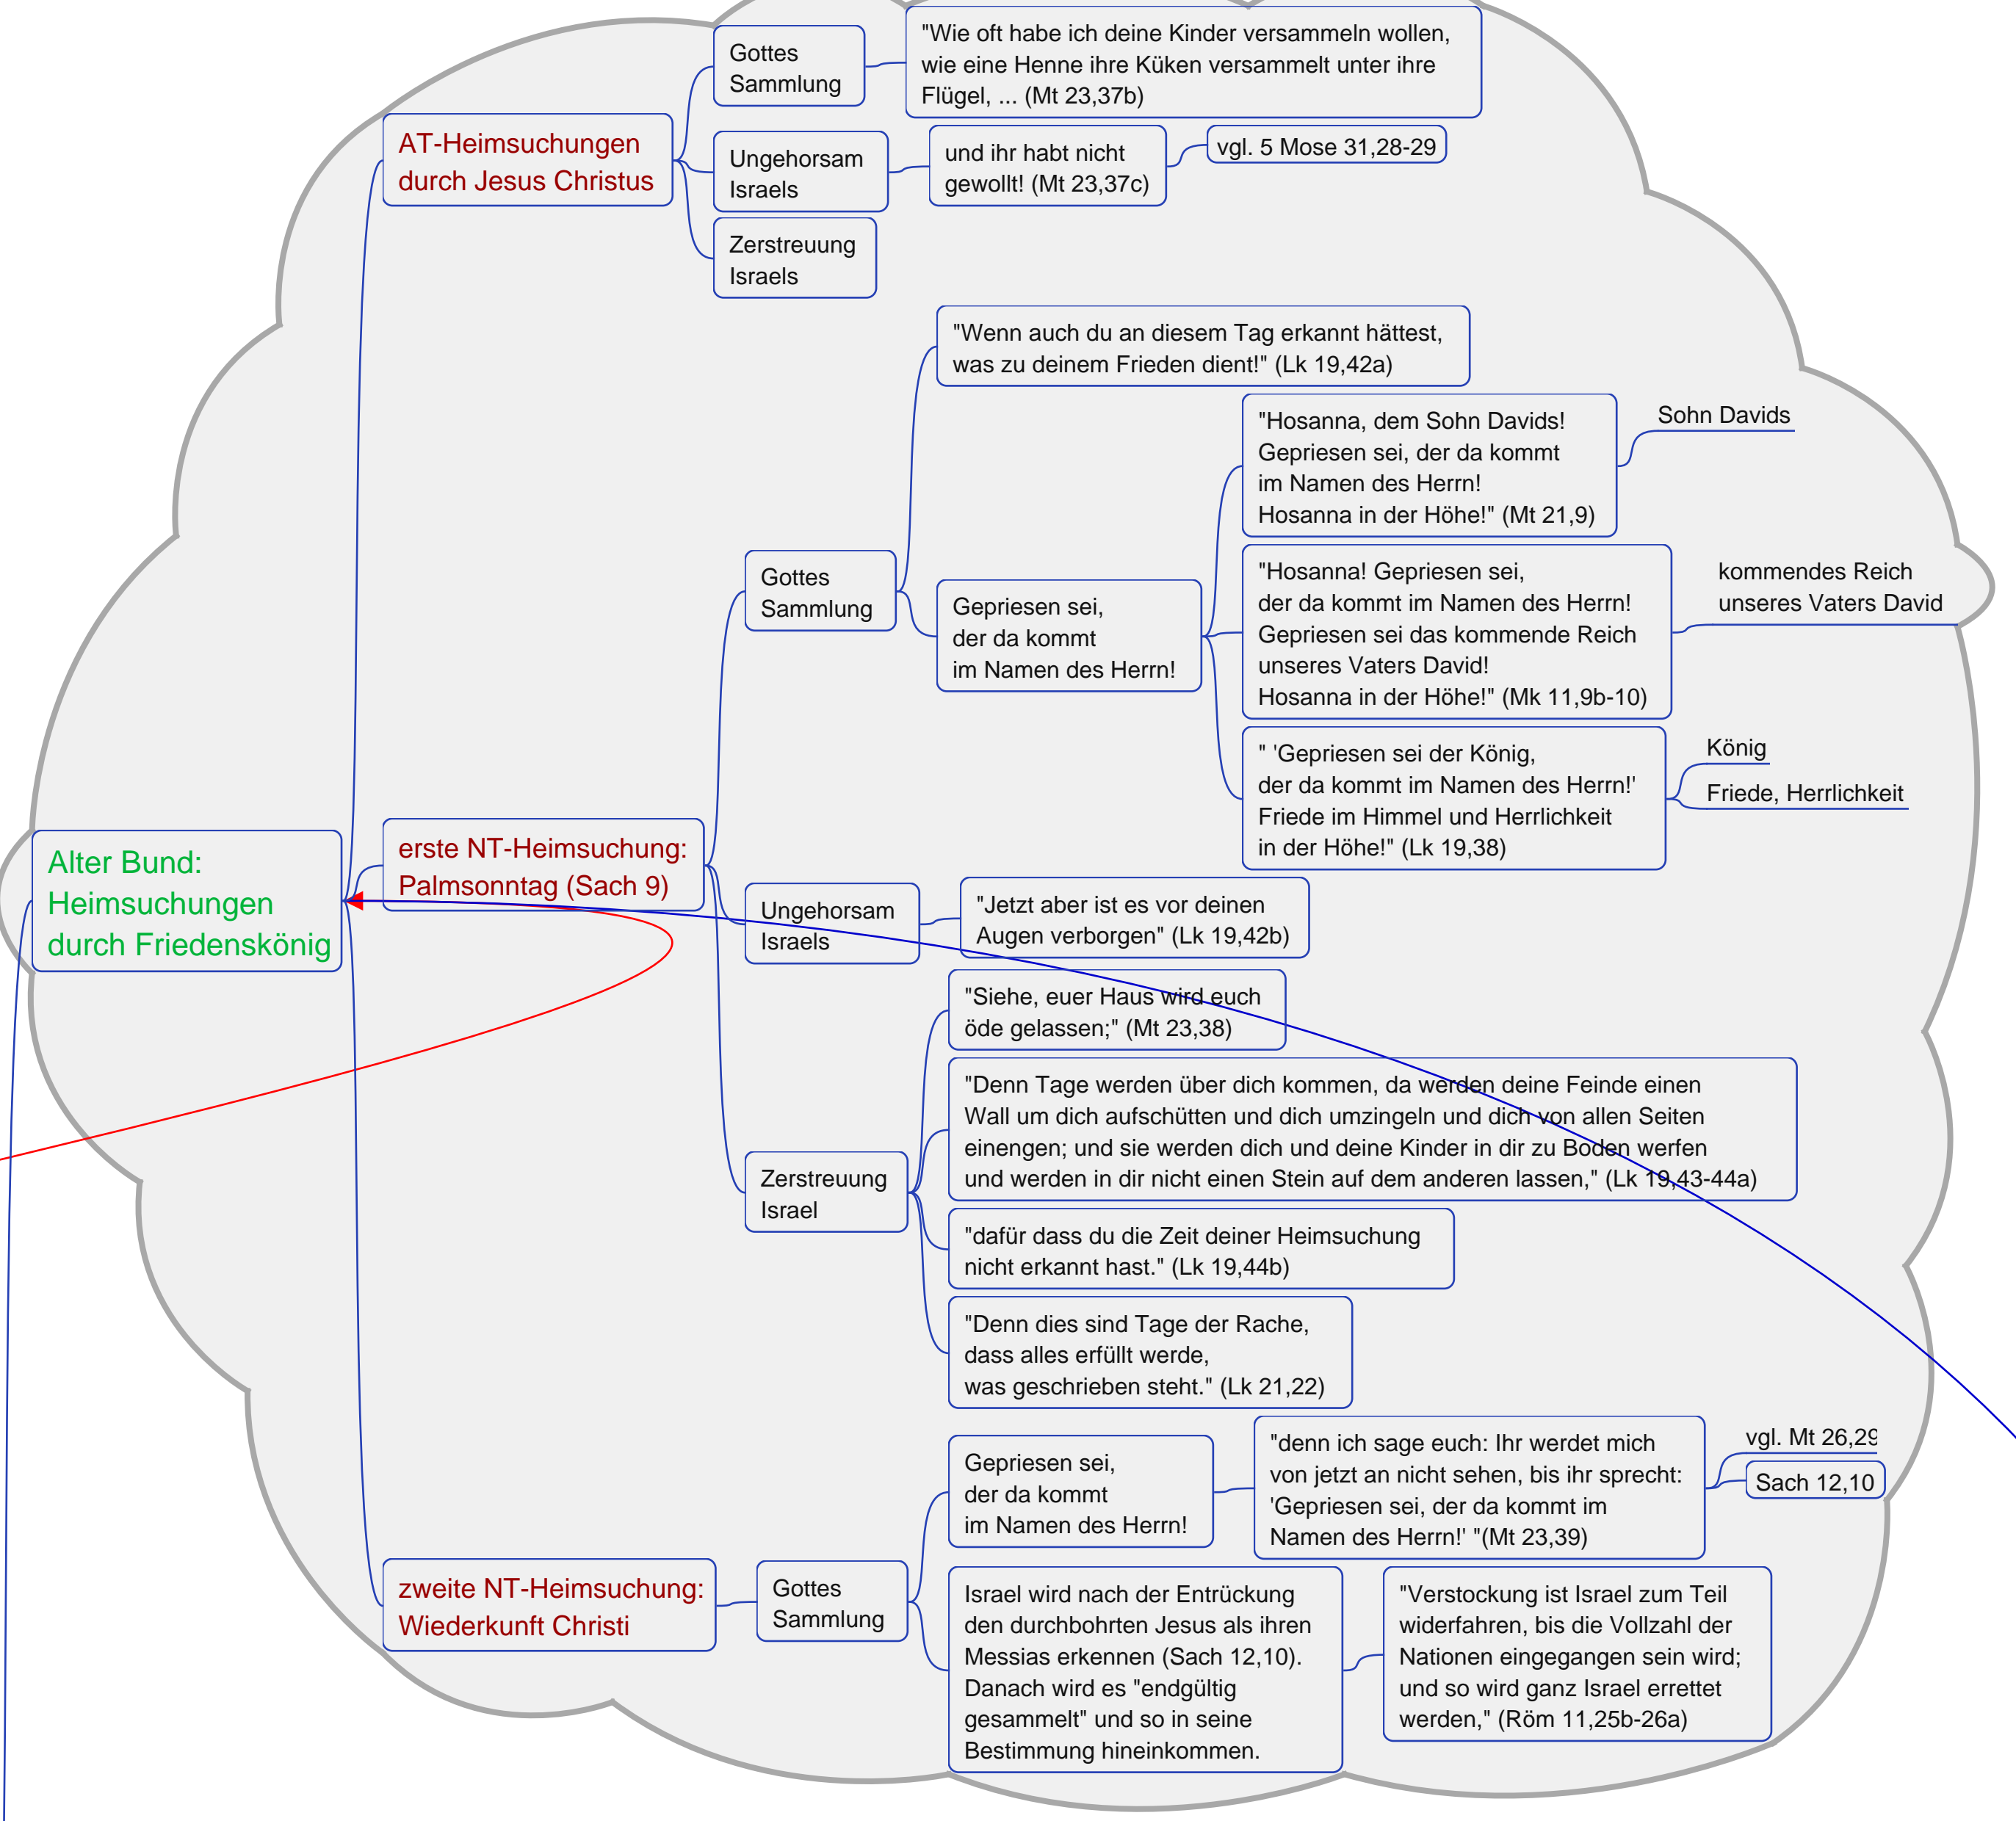 Alter Bund:
Heimsuchungen
durch Friedenskönig
AT-Heimsuchungen
durch Jesus Christus
Gottes
Sammlung
"Wie oft habe ich deine Kinder versammeln wollen,
wie eine Henne ihre Küken versammelt unter ihre
Flügel, ... (Mt 23,37b)
Ungehorsam
Israels
und ihr habt nicht
gewollt! (Mt 23,37c)
vgl. 5 Mose 31,28-29
Zerstreuung
Israels
erste NT-Heimsuchung:
Palmsonntag (Sach 9)
Gottes
Sammlung
"Wenn auch du an diesem Tag erkannt hättest,
was zu deinem Frieden dient!" (Lk 19,42a)
Gepriesen sei,
der da kommt
im Namen des Herrn!
"Hosanna, dem Sohn Davids!
Gepriesen sei, der da kommt
im Namen des Herrn!
Hosanna in der Höhe!" (Mt 21,9)
Sohn Davids
"Hosanna! Gepriesen sei,
der da kommt im Namen des Herrn!
Gepriesen sei das kommende Reich
unseres Vaters David!
Hosanna in der Höhe!" (Mk 11,9b-10)
kommendes Reich
unseres Vaters David
" 'Gepriesen sei der König,
der da kommt im Namen des Herrn!'
Friede im Himmel und Herrlichkeit
in der Höhe!" (Lk 19,38)
König
Friede, Herrlichkeit
Ungehorsam
Israels
"Jetzt aber ist es vor deinen
Augen verborgen" (Lk 19,42b)
Zerstreuung
Israel
"Siehe, euer Haus wird euch
öde gelassen;" (Mt 23,38)
"Denn Tage werden über dich kommen, da werden deine Feinde einen
Wall um dich aufschütten und dich umzingeln und dich von allen Seiten
einengen; und sie werden dich und deine Kinder in dir zu Boden werfen
und werden in dir nicht einen Stein auf dem anderen lassen," (Lk 19,43-44a)
"dafür dass du die Zeit deiner Heimsuchung
nicht erkannt hast." (Lk 19,44b)
"Denn dies sind Tage der Rache,
dass alles erfüllt werde,
was geschrieben steht." (Lk 21,22)
zweite NT-Heimsuchung:
Wiederkunft Christi
Gottes
Sammlung
Gepriesen sei,
der da kommt
im Namen des Herrn!
"denn ich sage euch: Ihr werdet mich
von jetzt an nicht sehen, bis ihr sprecht:
'Gepriesen sei, der da kommt im
Namen des Herrn!' "(Mt 23,39)
vgl. Mt 26,29
Sach 12,10
Israel wird nach der Entrückung
den durchbohrten Jesus als ihren
Messias erkennen (Sach 12,10).
Danach wird es "endgültig
gesammelt" und so in seine
Bestimmung hineinkommen.
"Verstockung ist Israel zum Teil
widerfahren, bis die Vollzahl der
Nationen eingegangen sein wird;
und so wird ganz Israel errettet
werden," (Röm 11,25b-26a)